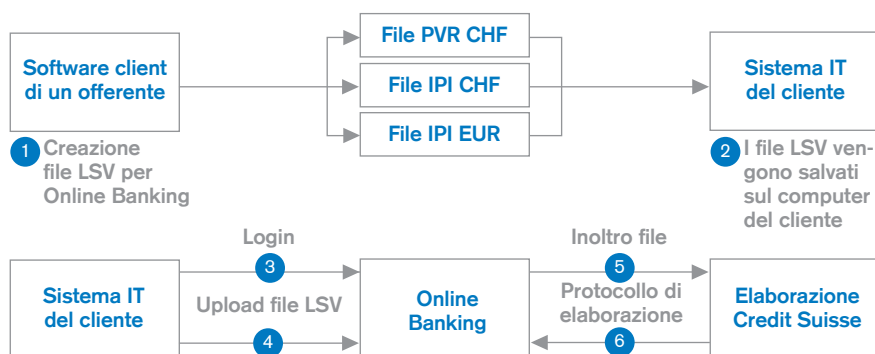 File PVR CHF
Software client
di un offerente
File IPI CHF
Sistema IT
del cliente
File IPI EUR
1 Creazione
file LSV per
Online Banking
2 I file LSV ven-
gono salvati
sul computer
del cliente
Login
3
Inoltro file
5
Sistema IT
del cliente
Upload file LSV
4
Online
Banking
Protocollo di
elaborazione
6
Elaborazione
Credit Suisse